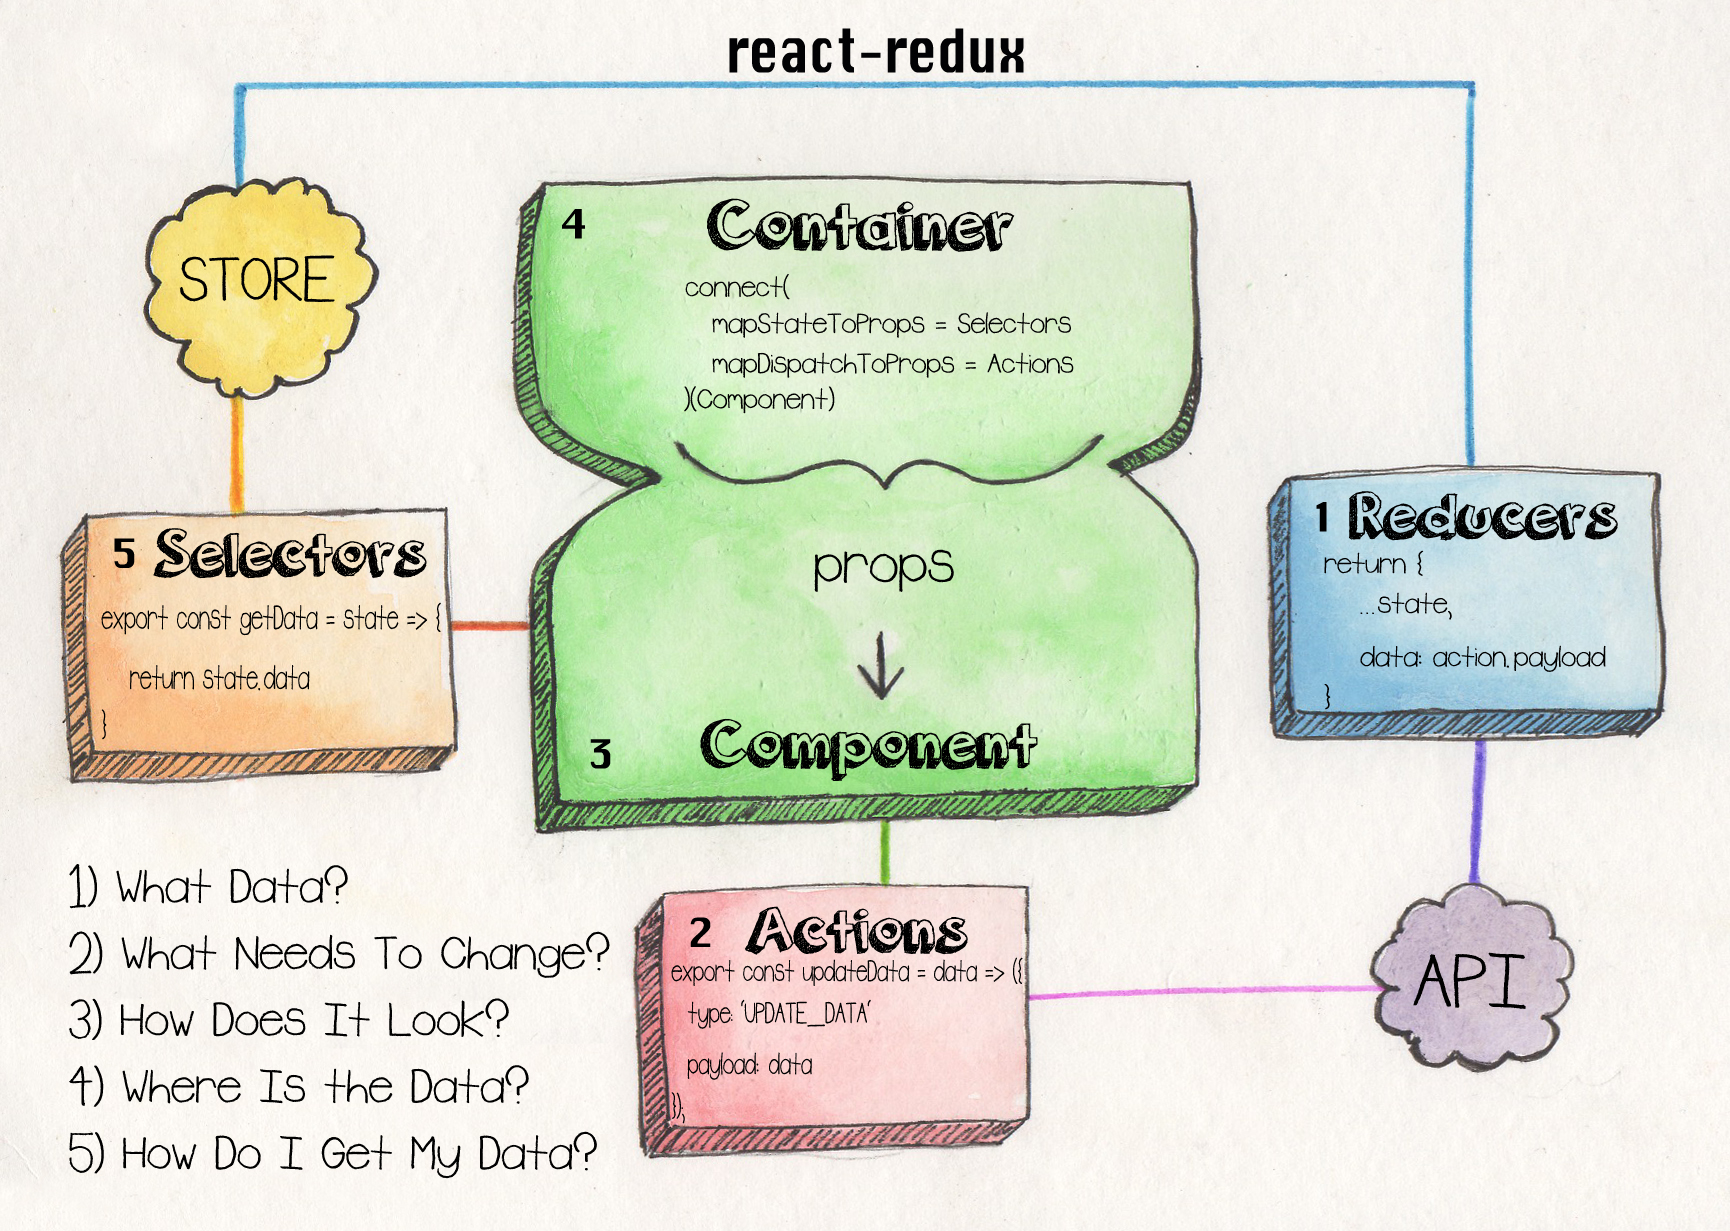 react-redux
STORE
4 Container
connect(
mapStateToProps = Selectors
mapDispatchToProps = Actions
)(Component)
props
3 Component
5 Selectors
export const getData = state => {
return state.data
}
1 Reducers
return {
...state,
data: action.payload
}
2 Actions
export const updateData = data => ({
type: 'UPDATE_DATA'
payload: data
});
API
1) What Data?
2) What Needs To Change?
3) How Does It Look?
4) Where Is the Data?
5) How Do I Get My Data?